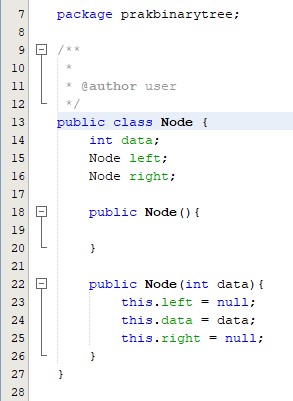 7 package prakbinarytree;
8
9 /**
10 *
11 * @author user
12 */
13 public class Node {
14 int data;
15 Node left;
16 Node right;
17
18 public Node(){
19
20 }
21
22 public Node(int data){
23 this.left = null;
24 this.data = data;
25 this.right = null;
26 }
27 }
28